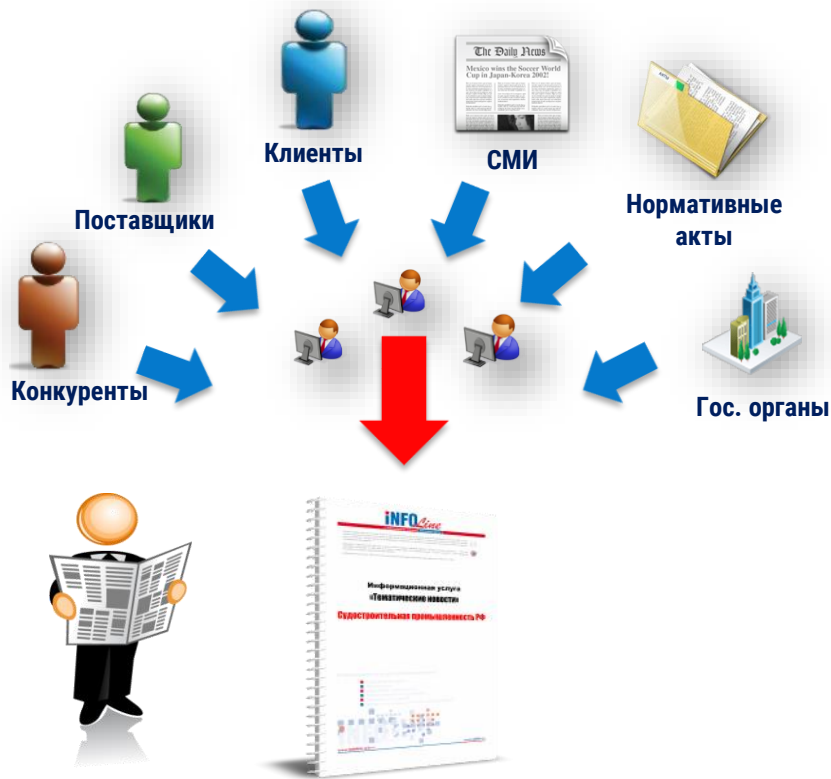 The Daily News
Mexico wins the Soccer World
Cup in Japan-Korea 2002!
Клиенты
СМИ
Поставщики
Нормативные
акты
Конкуренты
Гос. органы
iNFOLine
Информационная услуга
«Тематические новости»
Судостроительная промышленность РФ